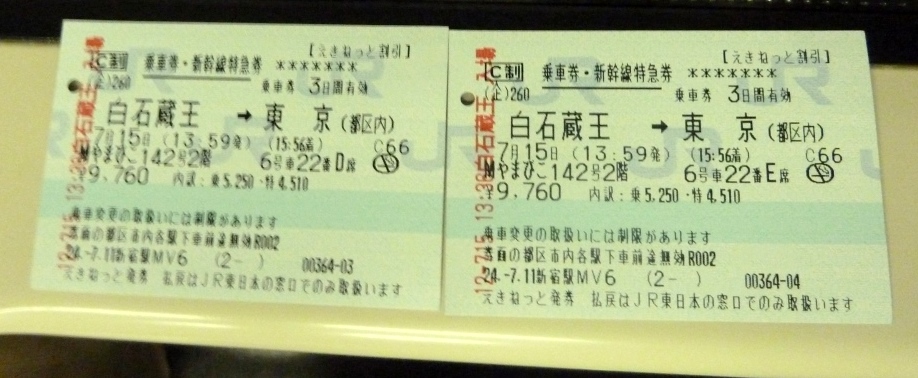 [えきねっと割引]
C制 乗車券・新幹線特急券 *******
(企)260 乗車券 3日間有効
白石蔵王 → 東京(都区内)
7月15日 (13:59発) (15:56着) C66
やまびこ142号2階 6号車22番D席
¥9,760 内訳:乗5,250・特4,510
乗車変更の取扱いには制限があります
券面の都区市内各駅下車前途無効R002
24.-7.11新宿駅MV6 (2- ) 00364-03
えきねっと発券 払戻はJR東日本の窓口でのみ取扱います
白石蔵王
[えきねっと割引]
C制 乗車券・新幹線特急券 *******
(企)260 乗車券 3日間有効
白石蔵王 → 東京(都区内)
7月15日 (13:59発) (15:56着) C66
やまびこ142号2階 6号車22番E席
¥9,760 内訳:乗5,250・特4,510
乗車変更の取扱いには制限があります
券面の都区市内各駅下車前途無効R002
24.-7.11新宿駅MV6 (2- ) 00364-04
えきねっと発券 払戻はJR東日本の窓口でのみ取扱います
白石蔵王